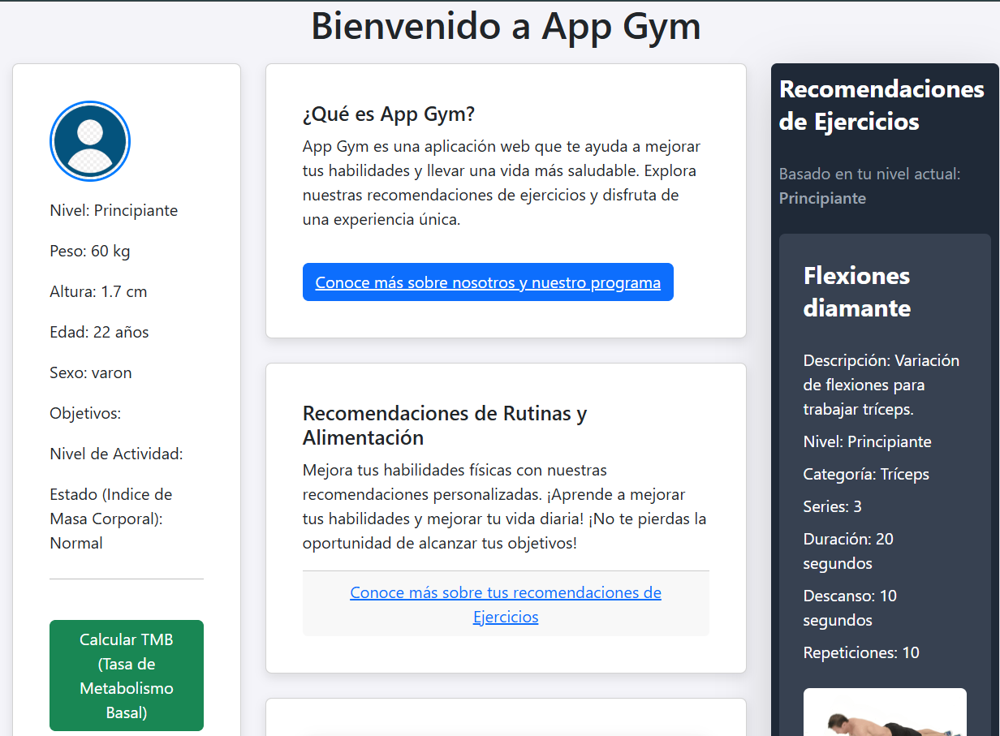 Bienvenido a App Gym
Nivel: Principiante
Peso: 60 kg
Altura: 1.7 cm
Edad: 22 años
Sexo: varon
Objetivos:
Nivel de Actividad:
Estado (Indice de
Masa Corporal):
Normal
Calcular TMB
(Tasa de
Metabolismo
Basal)
¿Qué es App Gym?
App Gym es una aplicación web que te ayuda a mejorar
tus habilidades y llevar una vida más saludable. Explora
nuestras recomendaciones de ejercicios y disfruta de
una experiencia única.
Conoce más sobre nosotros y nuestro programa
Recomendaciones de Rutinas y
Alimentación
Mejora tus habilidades físicas con nuestras
recomendaciones personalizadas. ¡Aprende a mejorar
tus habilidades y mejorar tu vida diaria! ¡No te pierdas la
oportunidad de alcanzar tus objetivos!
Conoce más sobre tus recomendaciones de
Ejercicios
Recomendaciones
de Ejercicios
Basado en tu nivel actual:
Principiante
Flexiones
diamante
Descripción: Variación
de flexiones para
trabajar tríceps.
Nivel: Principiante
Categoría: Tríceps
Series: 3
Duración: 20
segundos
Descanso: 10
segundos
Repeticiones: 10